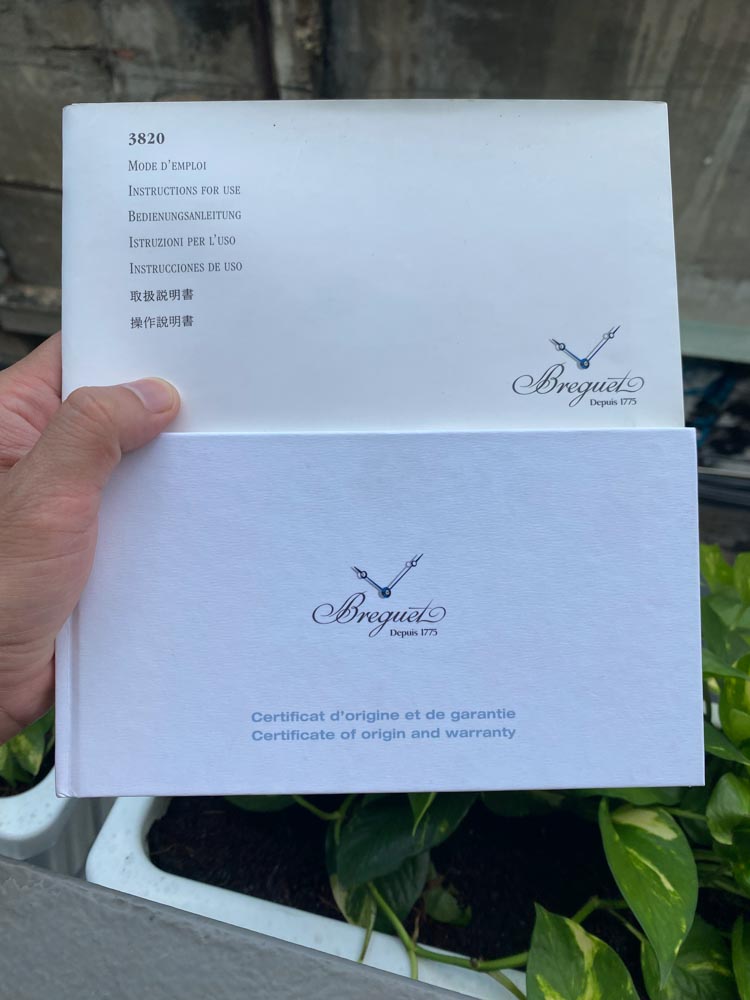 3820
MODE D'EMPLOI
INSTRUCTIONS FOR USE
BEDIENUNGSANLEITUNG
ISTRUZIONI PER L'USO
INSTRUCCIONES DE USO
取扱説明書
操作說明書
Breguet
Depuis 1775
Breguet
Depuis 1775
Certificat d'origine et de garantie
Certificate of origin and warranty